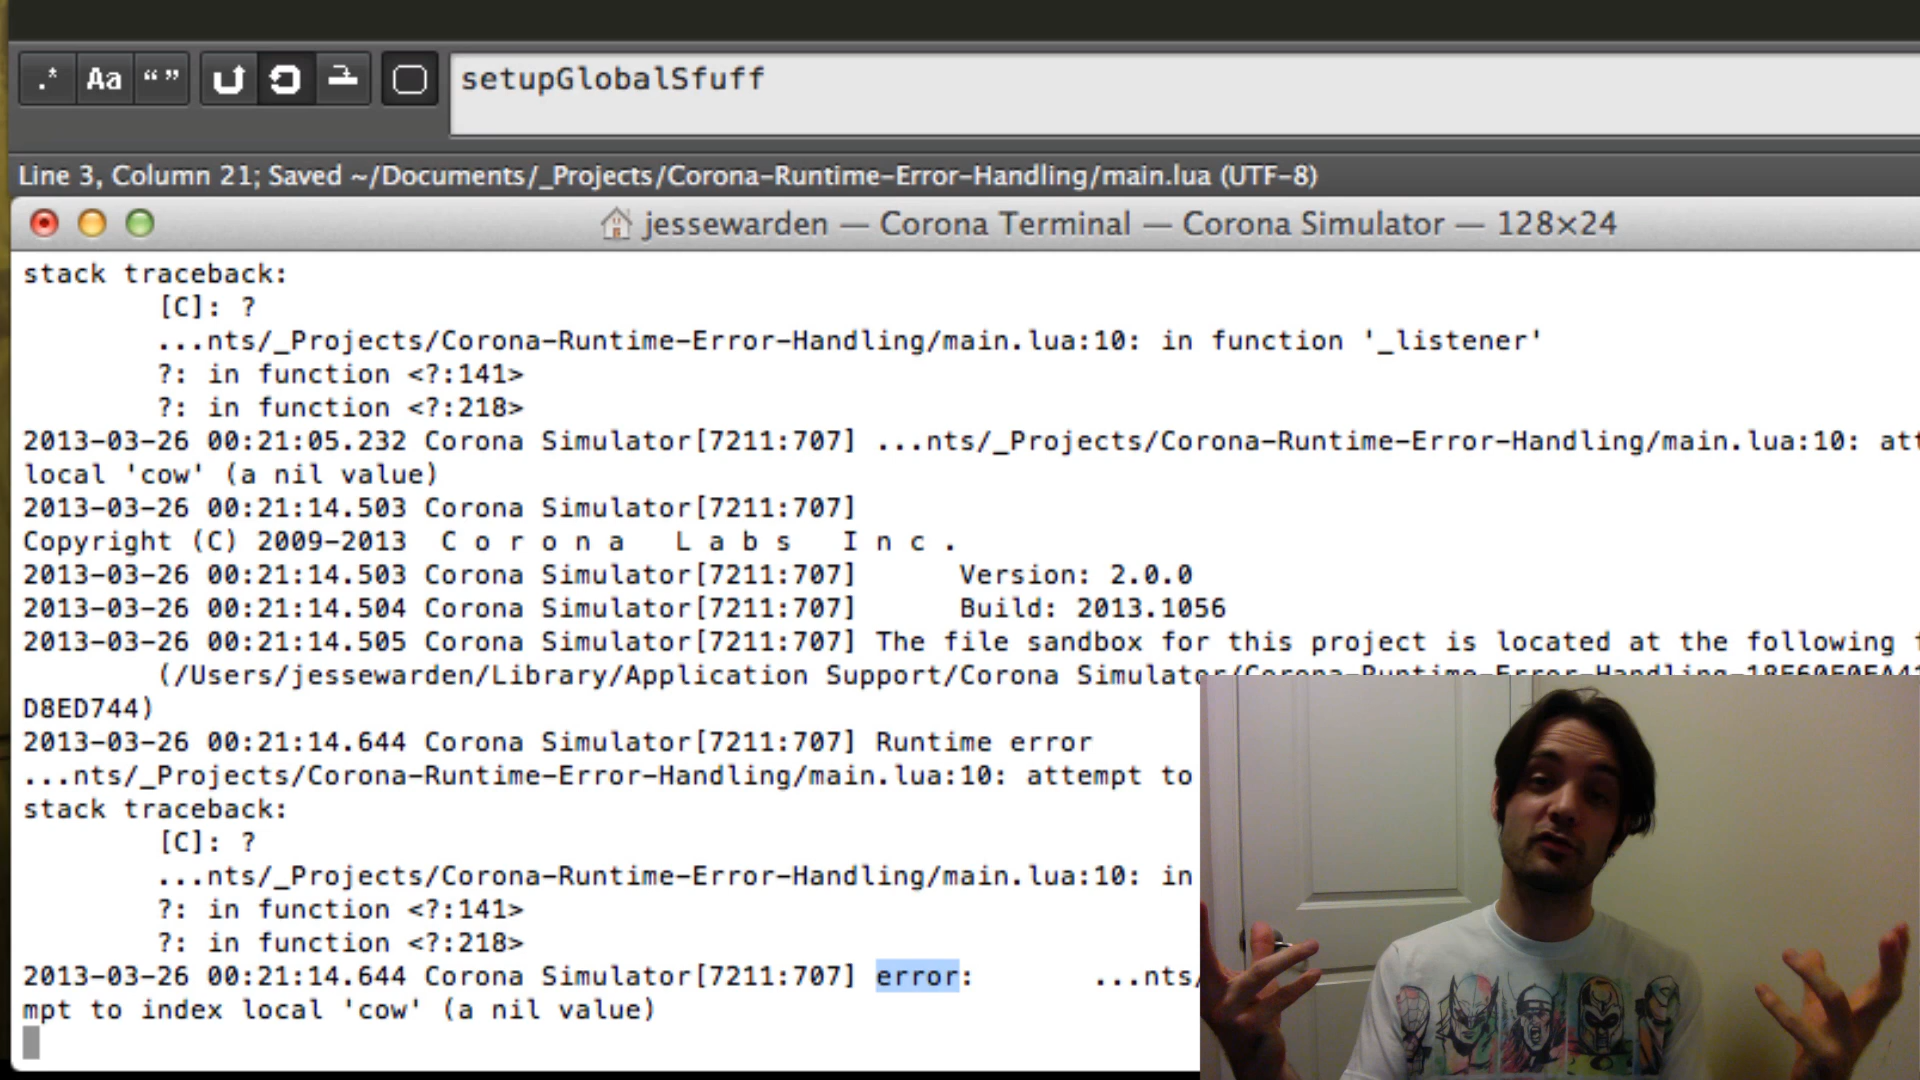 .* Aa “ ” setupGlobalSfuff
Line 3, Column 21; Saved ~/Documents/_Projects/Corona-Runtime-Error-Handling/main.lua (UTF-8)
jessewarden — Corona Terminal — Corona Simulator — 128×24
stack traceback:
[C]: ?
...nts/_Projects/Corona-Runtime-Error-Handling/main.lua:10: in function '_listener'
?: in function <?:141>
?: in function <?:218>
2013-03-26 00:21:05.232 Corona Simulator[7211:707] ...nts/_Projects/Corona-Runtime-Error-Handling/main.lua:10: att
local 'cow' (a nil value)
2013-03-26 00:21:14.503 Corona Simulator[7211:707]
Copyright (C) 2009-2013 C o r o n a L a b s I n c .
2013-03-26 00:21:14.503 Corona Simulator[7211:707] Version: 2.0.0
2013-03-26 00:21:14.504 Corona Simulator[7211:707] Build: 2013.1056
2013-03-26 00:21:14.505 Corona Simulator[7211:707] The file sandbox for this project is located at the following f
(/Users/jessewarden/Library/Application Support/Corona Simulator/Corona-Runtime-Error-Handling-
D8ED744)
2013-03-26 00:21:14.644 Corona Simulator[7211:707] Runtime error
...nts/_Projects/Corona-Runtime-Error-Handling/main.lua:10: attempt to
stack traceback:
[C]: ?
...nts/_Projects/Corona-Runtime-Error-Handling/main.lua:10: in
?: in function <?:141>
?: in function <?:218>
2013-03-26 00:21:14.644 Corona Simulator[7211:707] error: ...nts/
mpt to index local 'cow' (a nil value)